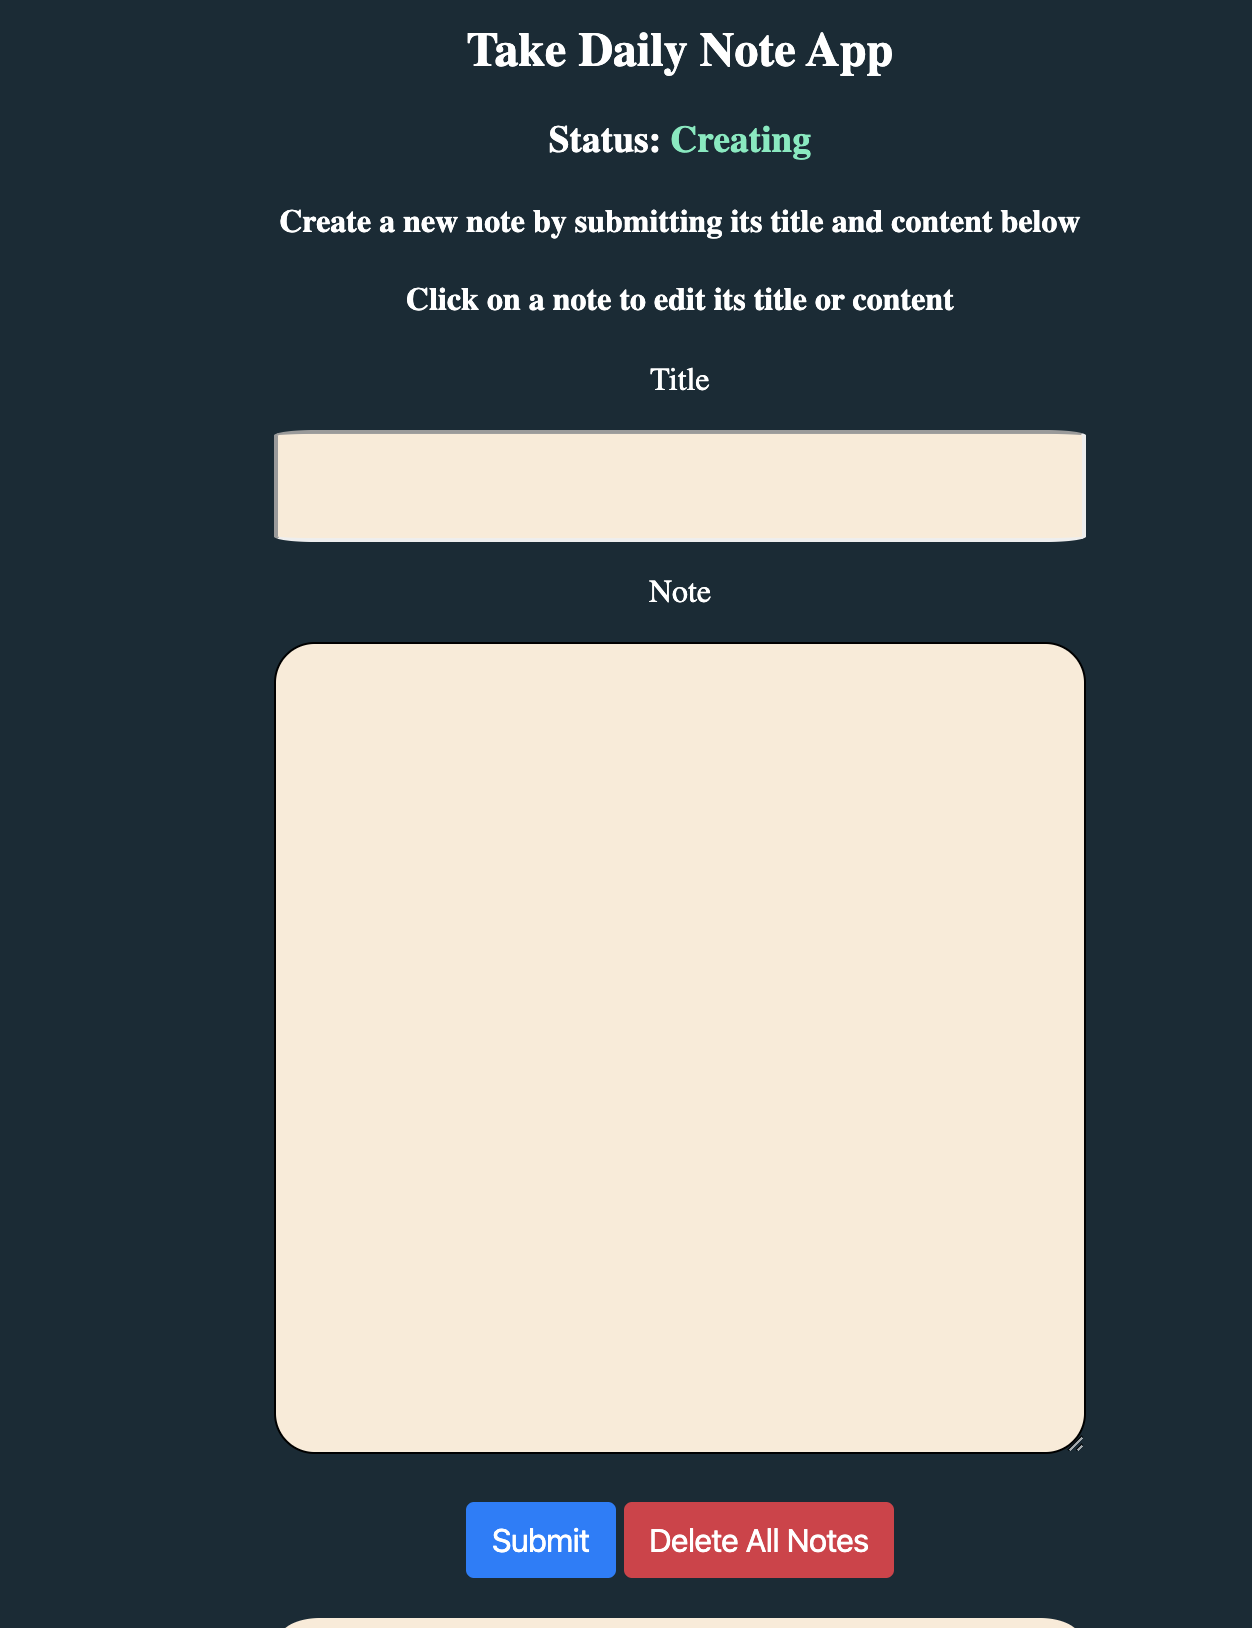 Take Daily Note App
Status: Creating
Create a new note by submitting its title and content below
Click on a note to edit its title or content
Title
Note
Submit Delete All Notes